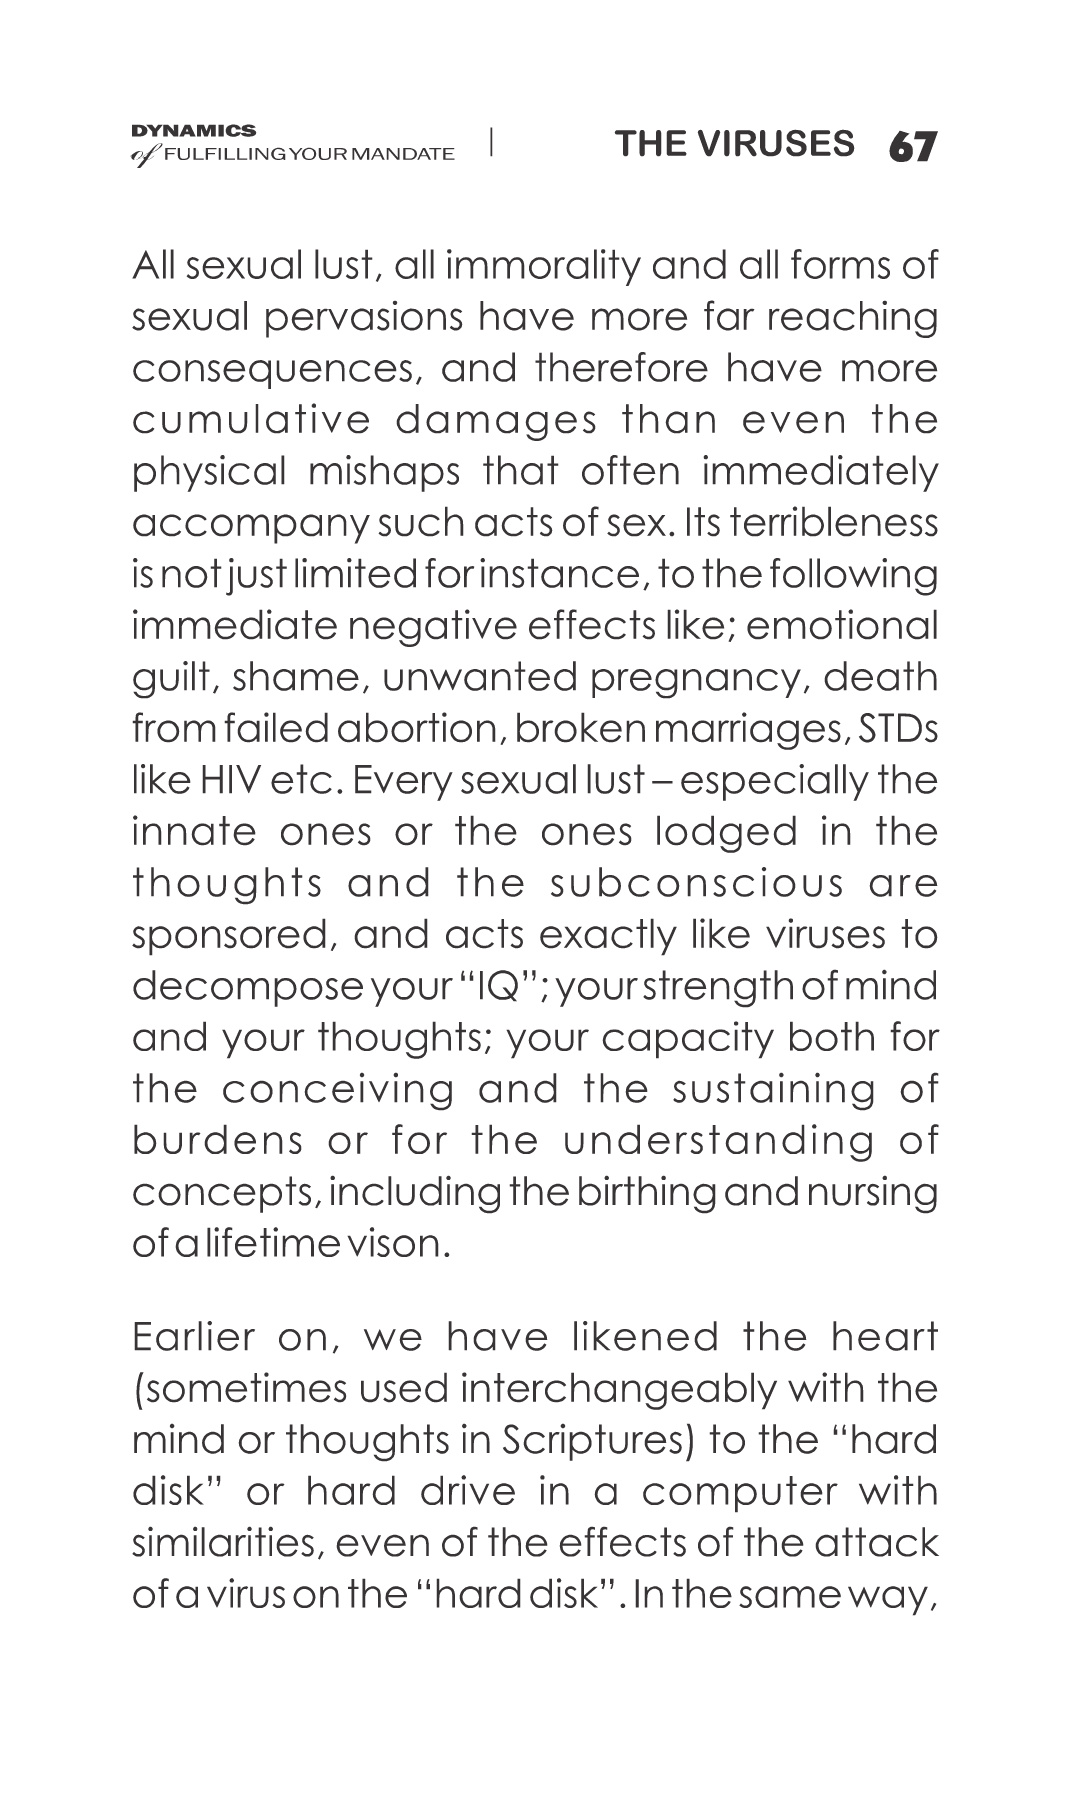 DYNAMICS
of FULFILLING YOUR MANDATE
THE VIRUSES 67
All sexual lust, all immorality and all forms of
sexual pervasions have more far reaching
consequences, and therefore have more
cumulative damages than even the
physical mishaps that often immediately
accompany such acts of sex. Its terribleness
is not just limited for instance, to the following
immediate negative effects like; emotional
guilt, shame, unwanted pregnancy, death
from failed abortion, broken marriages, STDs
like HIV etc. Every sexual lust – especially the
innate ones or the ones lodged in the
thoughts and the subconscious are
sponsored, and acts exactly like viruses to
decompose your “IQ”; your strength of mind
and your thoughts; your capacity both for
the conceiving and the sustaining of
burdens or for the understanding of
concepts, including the birthing and nursing
of a lifetime vison.
Earlier on, we have likened the heart
(sometimes used interchangeably with the
mind or thoughts in Scriptures) to the “hard
disk” or hard drive in a computer with
similarities, even of the effects of the attack
of a virus on the “hard disk”. In the same way,